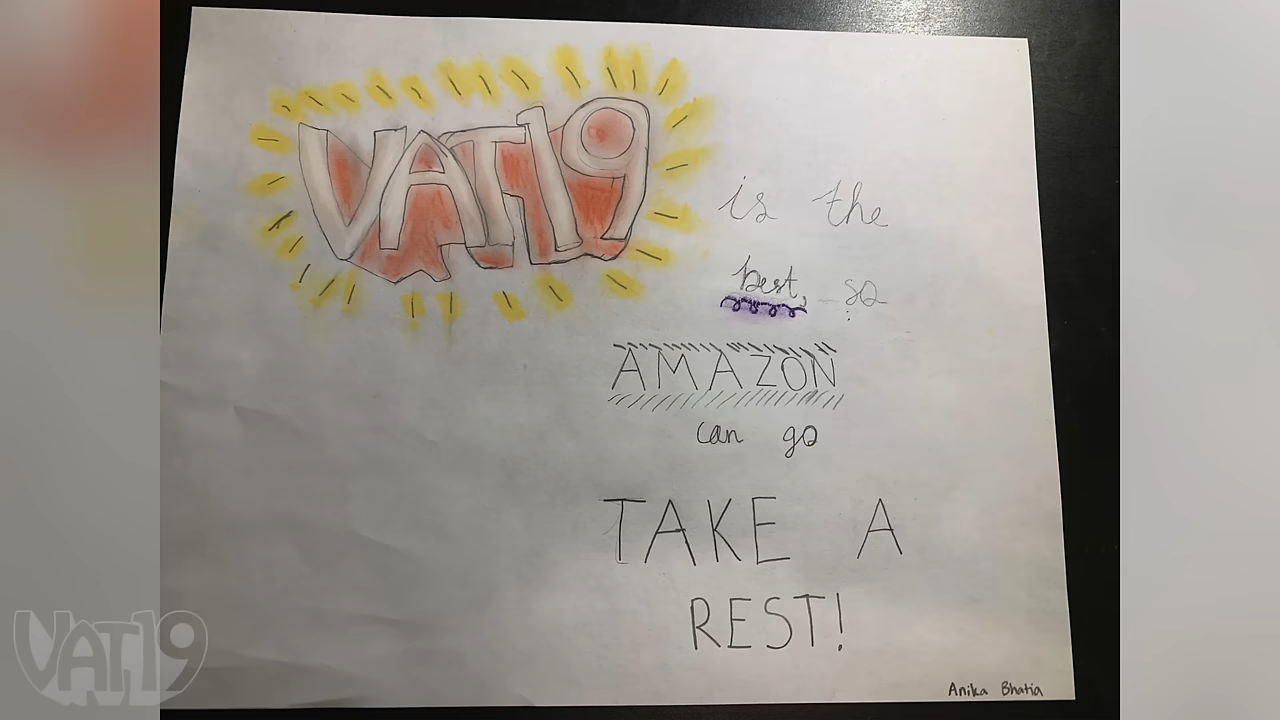 VAT19
is the
best, so
AMAZON
can go
TAKE A
REST!
Anika Bhatia
VAT19